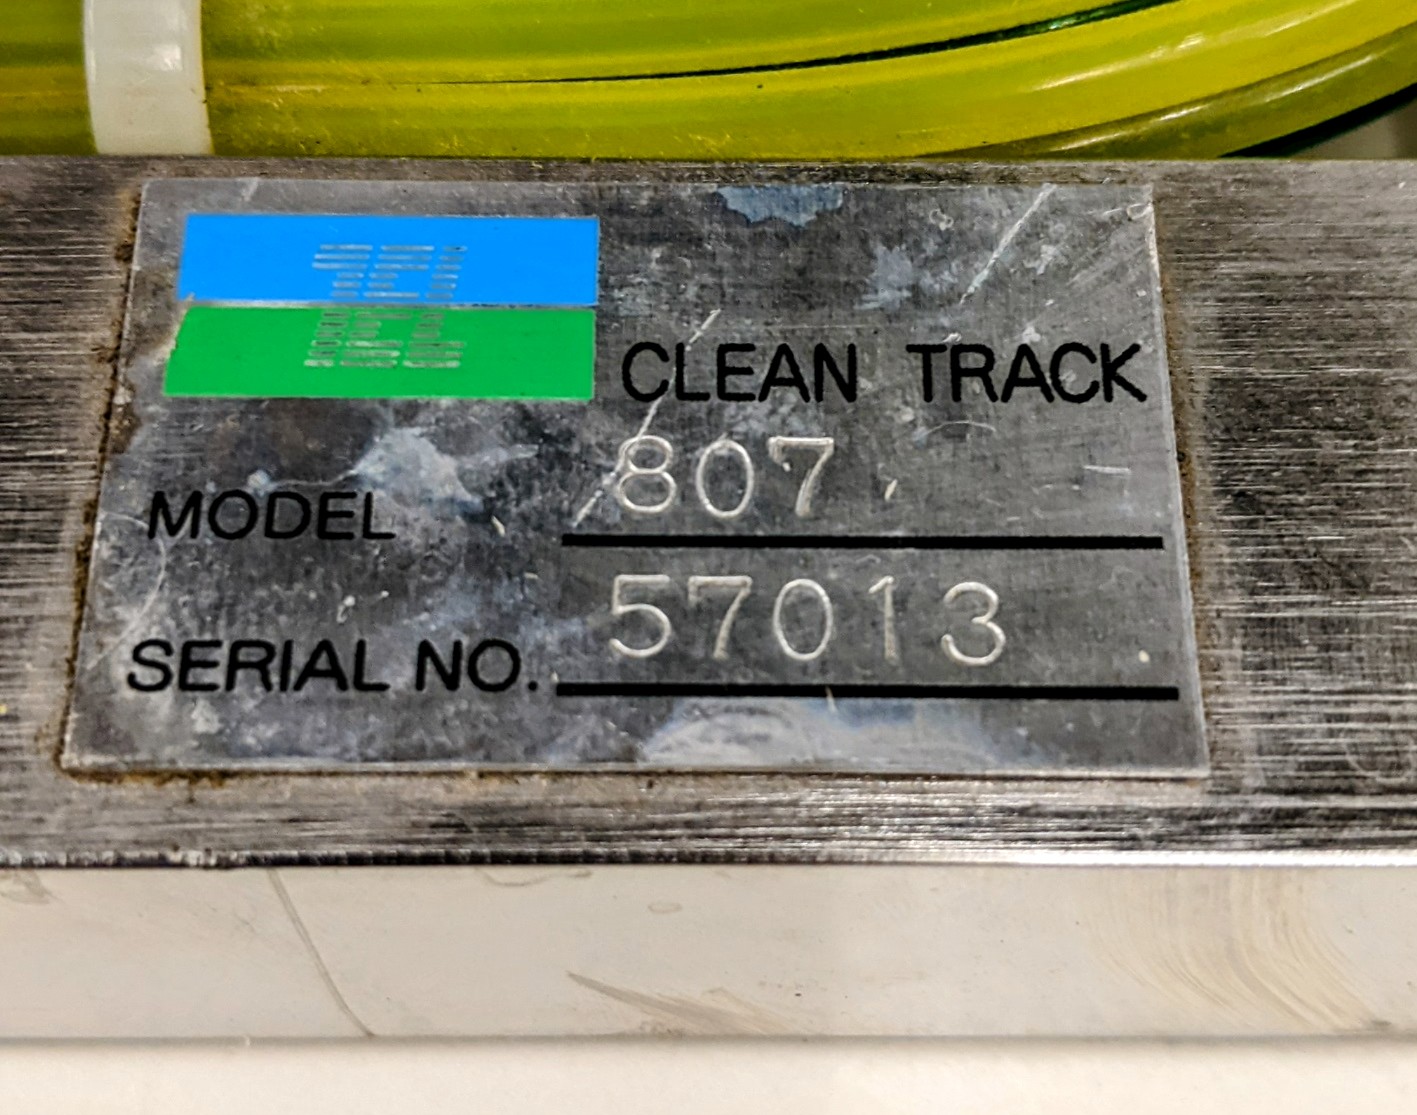 CLEAN TRACK
MODEL 807
SERIAL NO. 57013